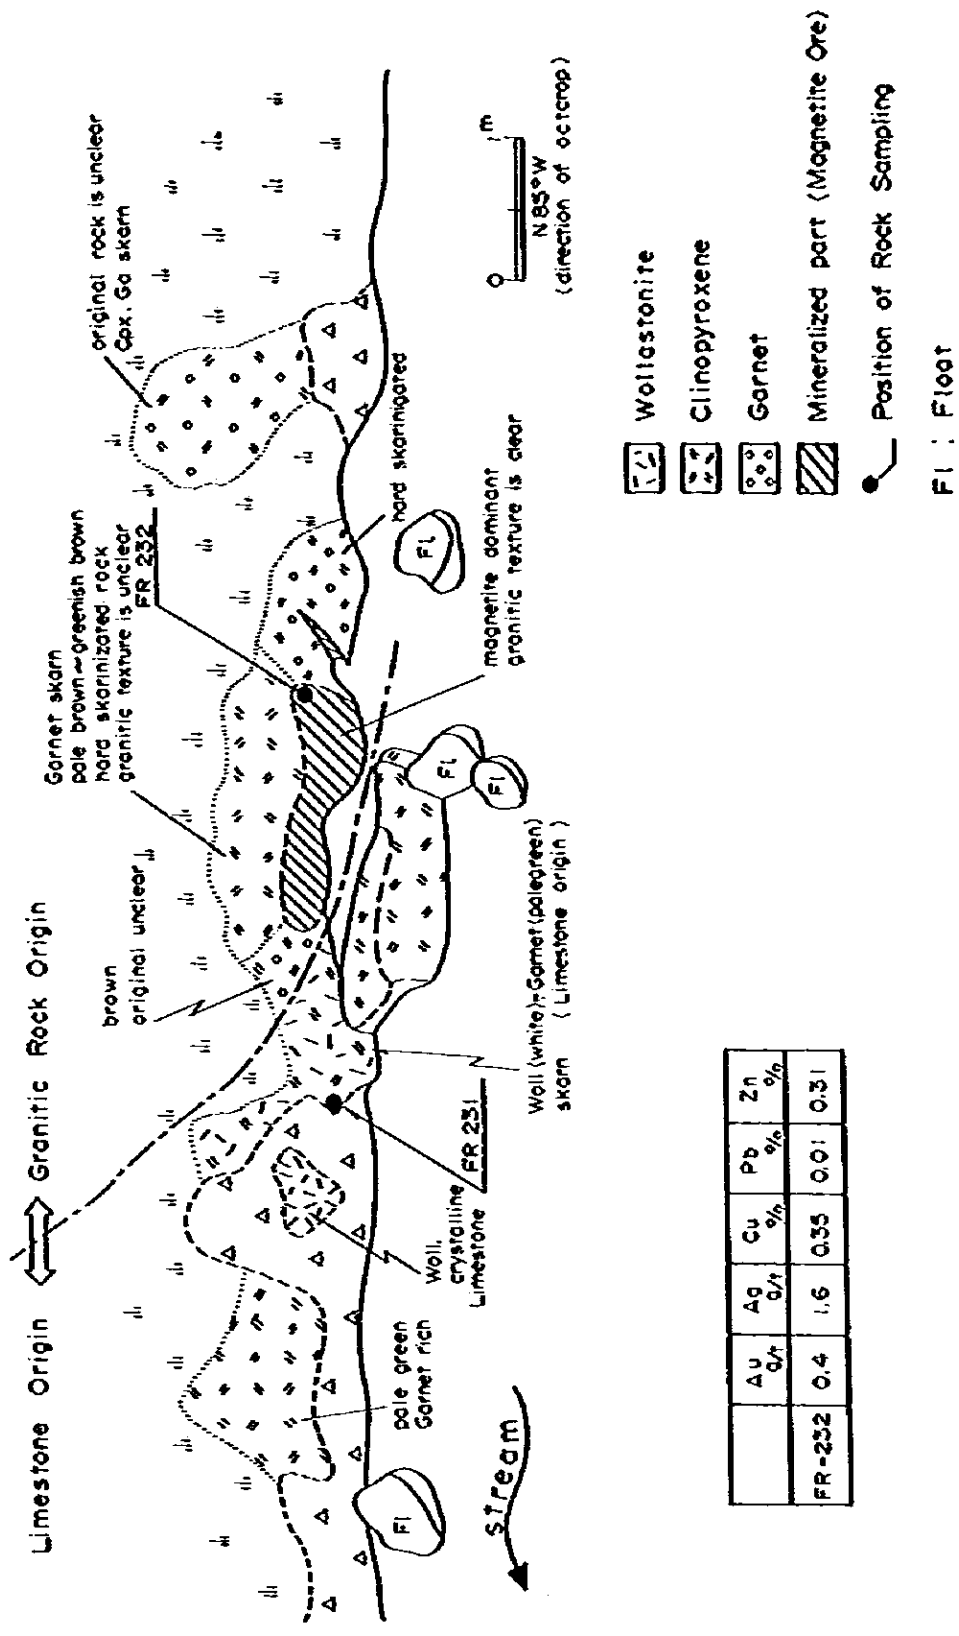 Limestone Origin
Granitic Rock Origin
brown
original unclear
Garnet skarn
pale brown~greenish brown
hard skarinizated rock
granitic texture is unclear
FR 232
original rock is unclear
Cpx, Ga skarn
pale green
Garnet rich
Woll.
crystalline
Limestone
FR 231
Woll(white)-Garnet(palegreen)
skarn (Limestone origin)
magnetite dominant
granitic texture is clear
hard skarinigated
Fl
Fl
Fl
Fl
stream
m
N85°W
(direction of octcrop)
Au g/t Ag g/t Cu % Pb % Zn %
FR-232 0.4 1.6 0.35 0.01 0.31
Wollastonite
Clinopyroxene
Garnet
Mineralized part (Magnetite Ore)
Position of Rock Sampling
Fl : Float